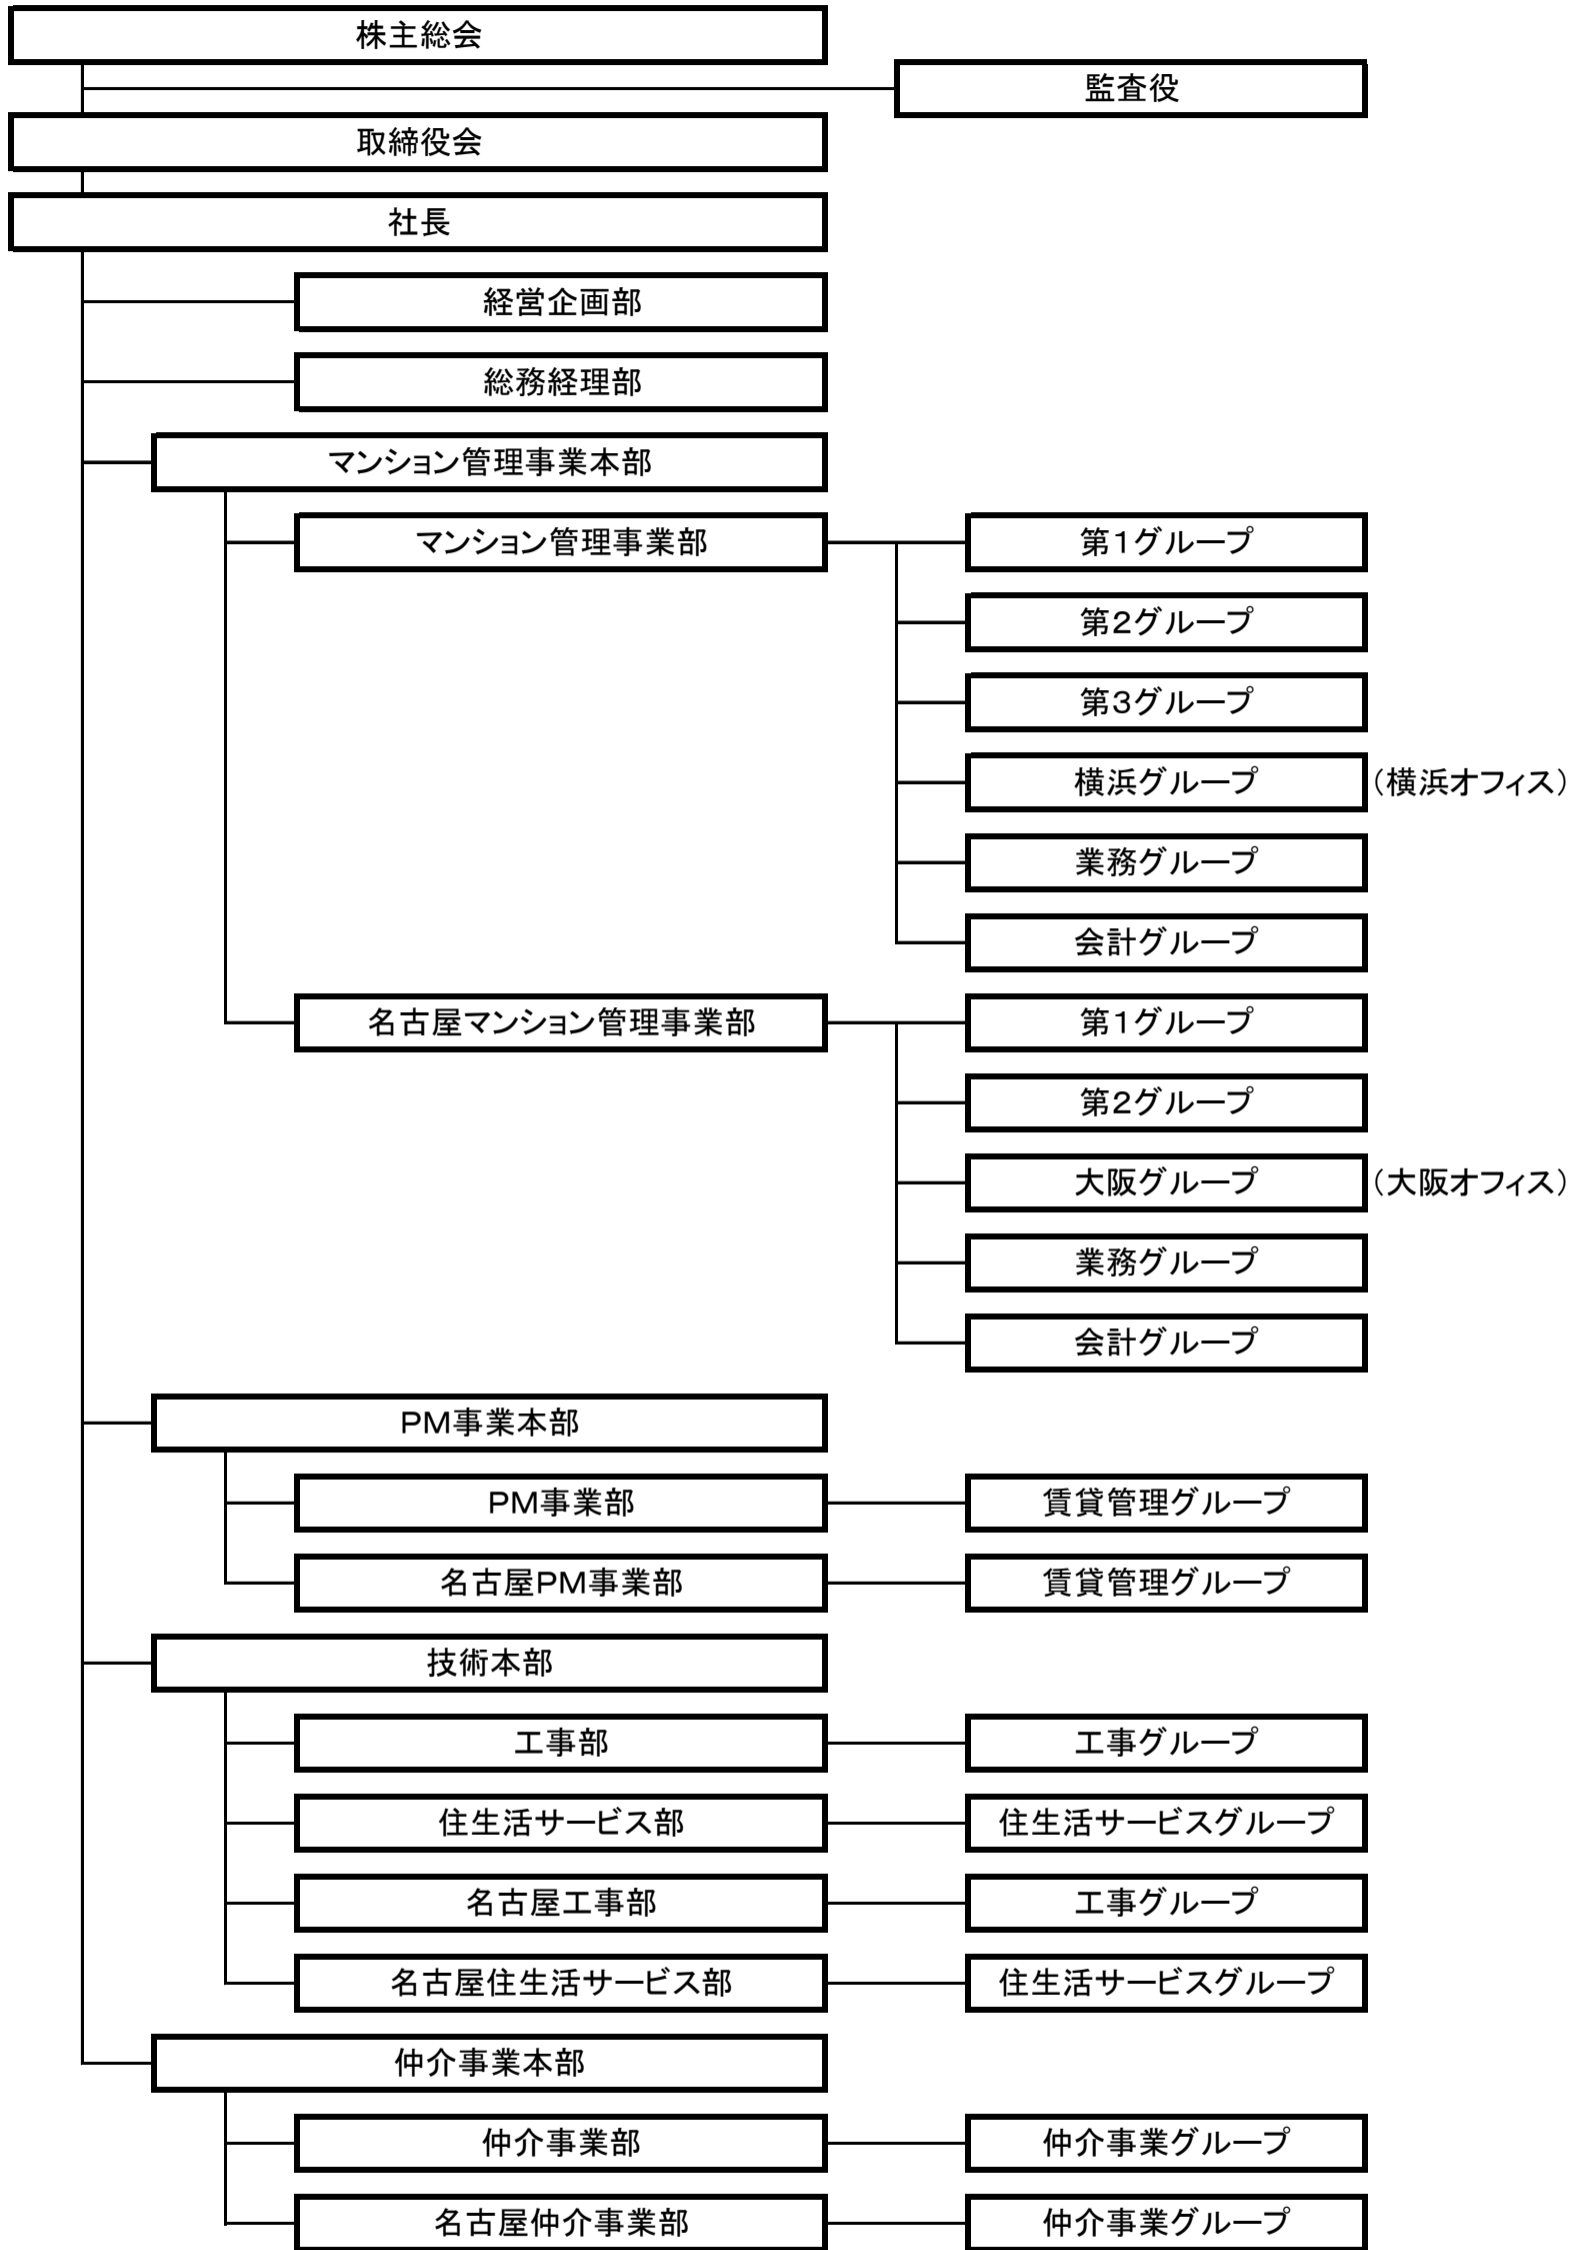 株主総会
監査役
取締役会
社長
経営企画部
総務経理部
マンション管理事業本部
マンション管理事業部
第1グループ
第2グループ
第3グループ
横浜グループ
（横浜オフィス）
業務グループ
会計グループ
名古屋マンション管理事業部
第1グループ
第2グループ
大阪グループ
（大阪オフィス）
業務グループ
会計グループ
PM事業本部
PM事業部
賃貸管理グループ
名古屋PM事業部
賃貸管理グループ
技術本部
工事部
工事グループ
住生活サービス部
住生活サービスグループ
名古屋工事部
工事グループ
名古屋住生活サービス部
住生活サービスグループ
仲介事業本部
仲介事業部
仲介事業グループ
名古屋仲介事業部
仲介事業グループ